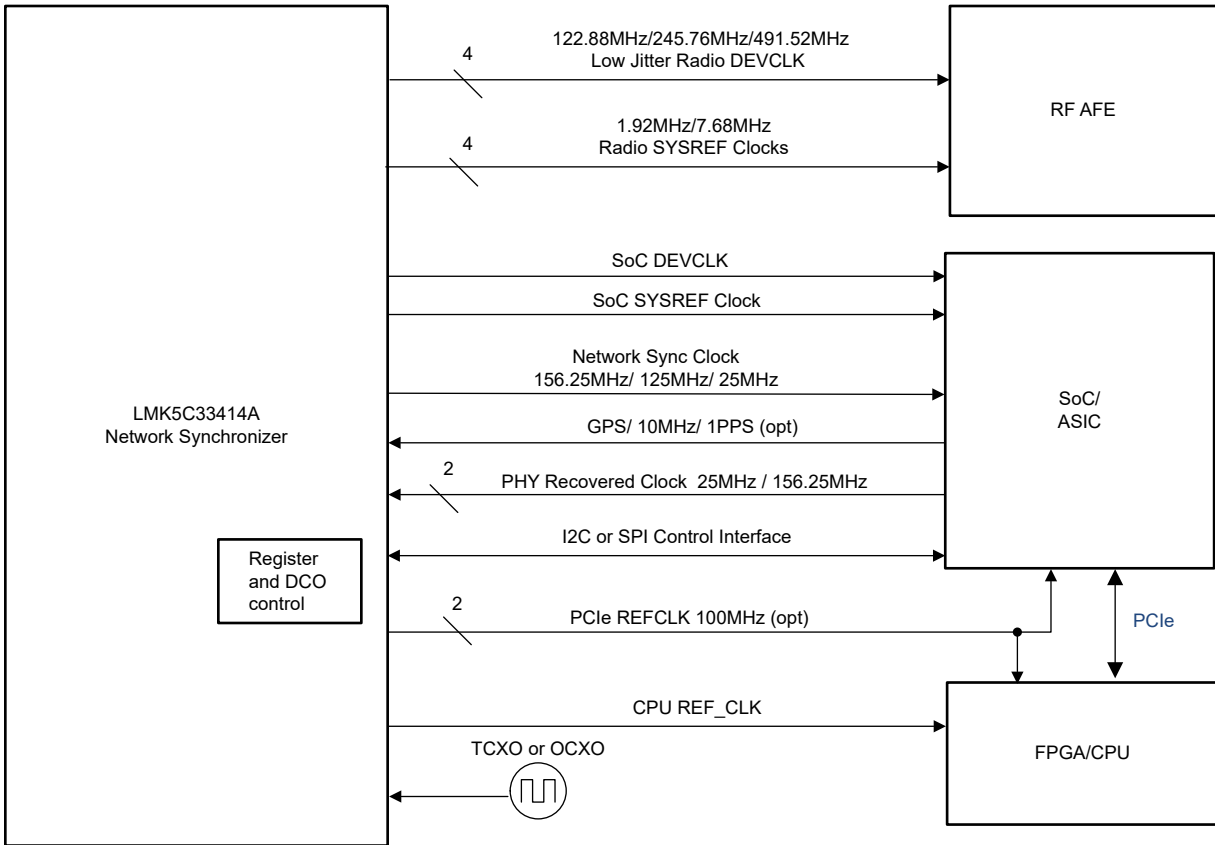 122.88MHz/245.76MHz/491.52MHz
4
Low Jitter Radio DEVCLK
RF AFE
1.92MHz/7.68MHz
4
Radio SYSREF Clocks
SoC DEVCLK
SoC SYSREF Clock
Network Sync Clock
156.25MHz/ 125MHz/ 25MHz
SoC/
ASIC
LMK5C33414A
Network Synchronizer
GPS/ 10MHz/ 1PPS (opt)
2
PHY Recovered Clock 25MHz / 156.25MHz
I2C or SPI Control Interface
Register
and DCO
control
2
PCIe REFCLK 100MHz (opt)
PCIe
CPU REF_CLK
TCXO or OCXO
FPGA/CPU